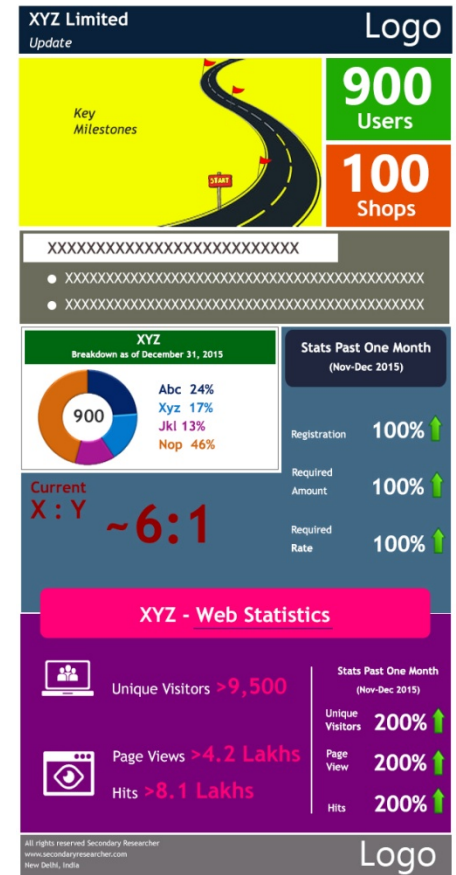 XYZ Limited
Update
Logo
Key
Milestones
START
900
Users
100
Shops
XXXXXXXXXXXXXXXXXXXXXXXXXX
XXXXXXXXXXXXXXXXXXXXXXXXXXXXXXXXXXXXXXXXXXX
XXXXXXXXXXXXXXXXXXXXXXXXXXXXXXXXXXXXXXXXXXX
XYZ
Breakdown as of December 31, 2015
900
Abc 24%
Xyz 17%
Jkl 13%
Nop 46%
Stats Past One Month
(Nov-Dec 2015)
Registration 100%
Required
Amount 100%
Required
Rate 100%
Current
X : Y
~6:1
XYZ - Web Statistics
Unique Visitors >9,500
Page Views >4.2 Lakhs
Hits >8.1 Lakhs
Stats Past One Month
(Nov-Dec 2015)
Unique
Visitors 200%
Page
View 200%
Hits 200%
All rights reserved Secondary Researcher
www.secondaryresearcher.com
New Delhi, India
Logo